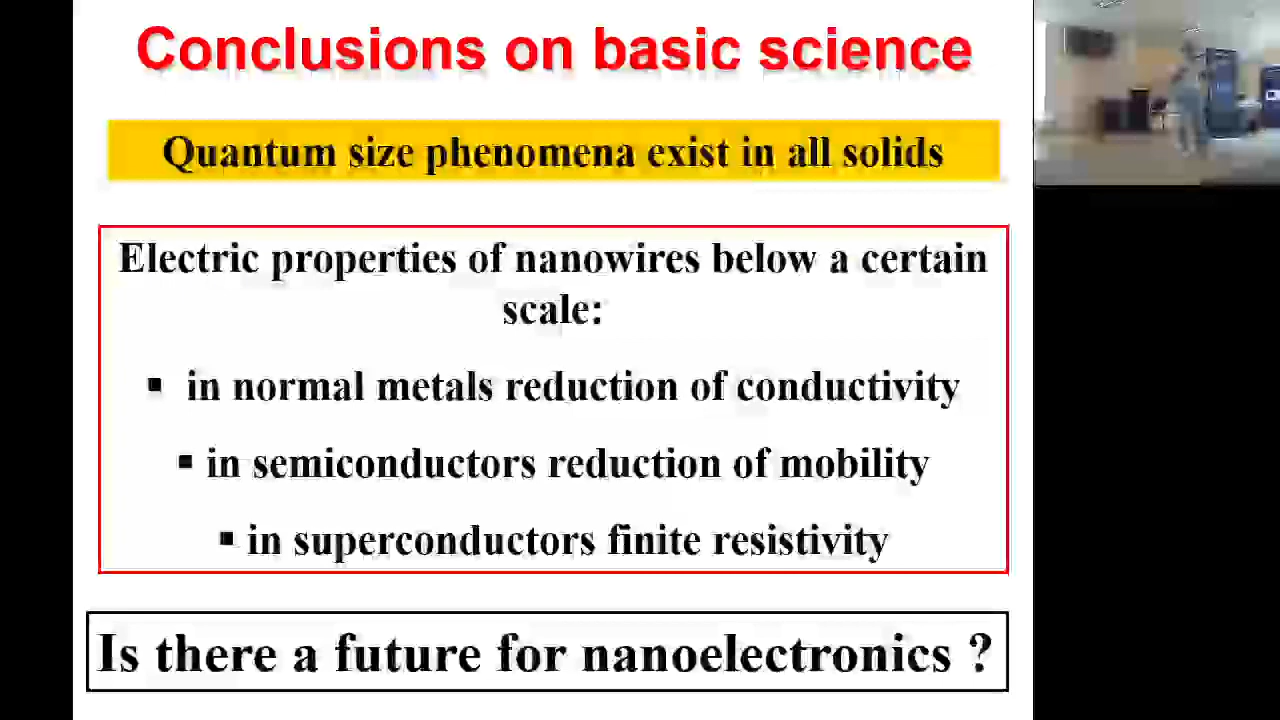 Conclusions on basic science
Quantum size phenomena exist in all solids
Electric properties of nanowires below a certain
scale:
▪ in normal metals reduction of conductivity
▪ in semiconductors reduction of mobility
▪ in superconductors finite resistivity
Is there a future for nanoelectronics ?